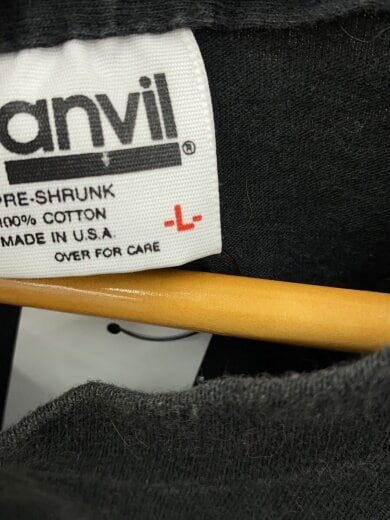 anvil®
PRE-SHRUNK
100% COTTON
MADE IN U.S.A.
-L-
OVER FOR CARE